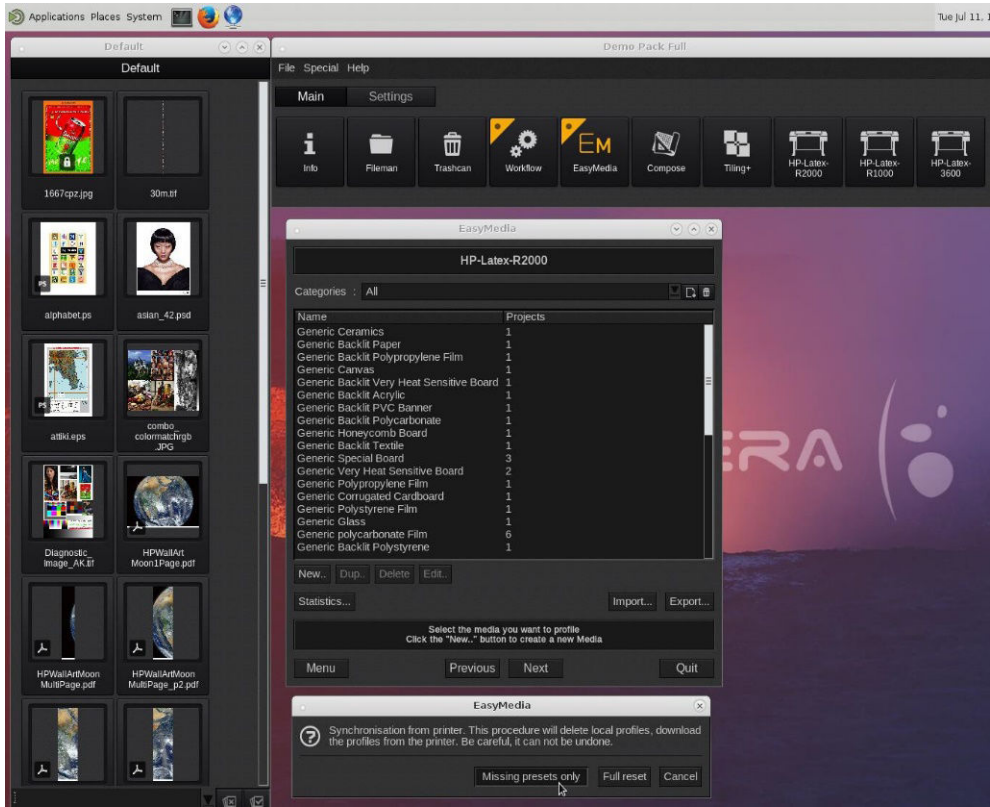 Applications Places System
Tue Jul 11, 1
Default
Default
1667cpz.jpg
30m.tif
PS
alphabet.ps
asian_42.psd
PS
attiki.eps
combo_
colormatchrgb
.JPG
Diagnostic_
Image_AK.tif
HPWallArt
Moon1Page.pdf
HPWallArtMoon
MultiPage.pdf
HPWallArtMoon
MultiPage_p2.pdf
Demo Pack Full
File Special Help
Main Settings
Info
Fileman
Trashcan
Workflow
EM
EasyMedia
Compose
Tiling+
HP-Latex-
R2000
HP-Latex-
R1000
HP-Latex-
3600
EasyMedia
HP-Latex-R2000
Categories : All
Name Projects
Generic Ceramics 1
Generic Backlit Paper 1
Generic Backlit Polypropylene Film 1
Generic Canvas 1
Generic Backlit Very Heat Sensitive Board 1
Generic Backlit Acrylic 1
Generic Backlit PVC Banner 1
Generic Backlit Polycarbonate 1
Generic Honeycomb Board 1
Generic Backlit Textile 1
Generic Special Board 3
Generic Very Heat Sensitive Board 2
Generic Polypropylene Film 1
Generic Corrugated Cardboard 1
Generic Polystyrene Film 1
Generic Glass 1
Generic polycarbonate Film 6
Generic Backlit Polystyrene 1
New.. Dup.. Delete Edit..
Statistics... Import... Export...
Select the media you want to profile
Click the "New.." button to create a new Media
Menu Previous Next Quit
ERA
EasyMedia
Synchronisation from printer. This procedure will delete local profiles, download
the profiles from the printer. Be careful, it can not be undone.
Missing presets only Full reset Cancel